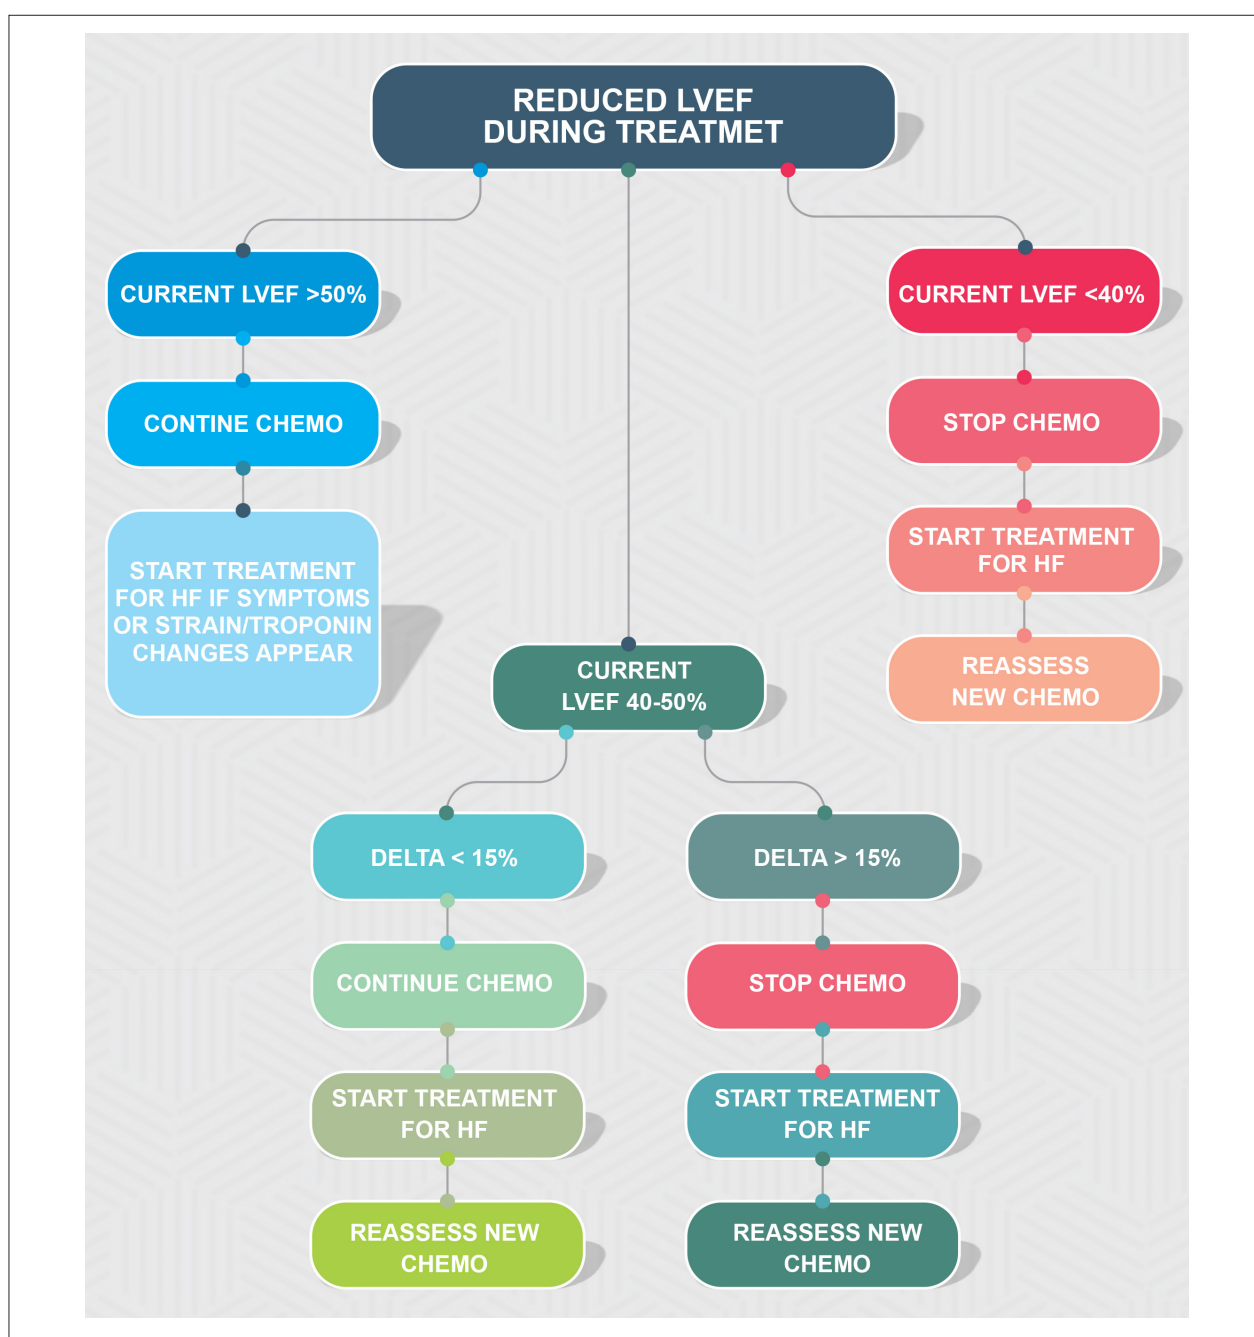 REDUCED LVEF
DURING TREATMET
CURRENT LVEF >50%
CONTINE CHEMO
START TREATMENT
FOR HF IF SYMPTOMS
OR STRAIN/TROPONIN
CHANGES APPEAR
CURRENT LVEF <40%
STOP CHEMO
START TREATMENT
FOR HF
REASSESS
NEW CHEMO
CURRENT
LVEF 40-50%
DELTA < 15%
CONTINUE CHEMO
START TREATMENT
FOR HF
REASSESS NEW
CHEMO
DELTA > 15%
STOP CHEMO
START TREATMENT
FOR HF
REASSESS NEW
CHEMO